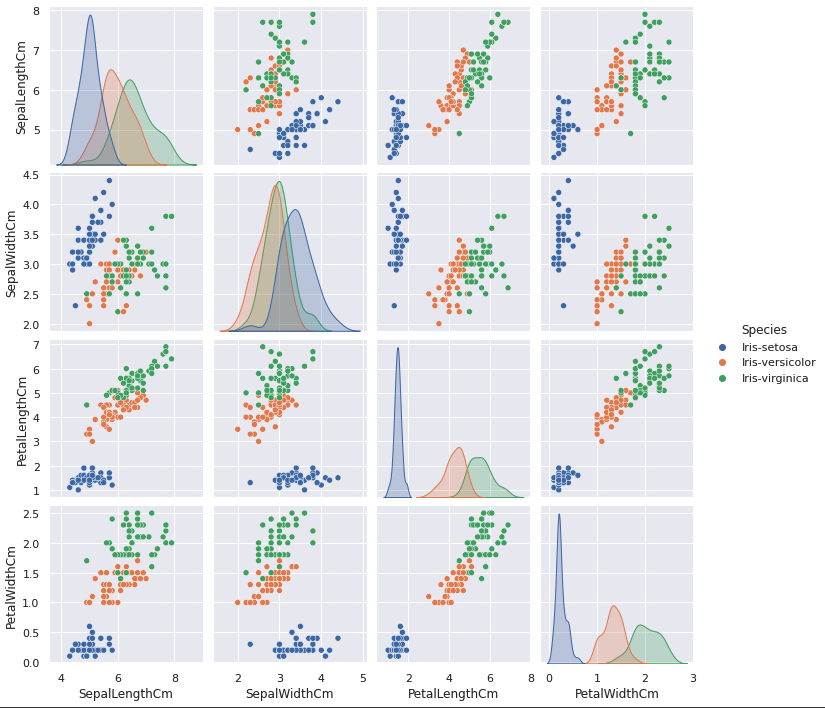 8
7
6
5
SepalLengthCm
4.5
4.0
3.5
3.0
2.5
2.0
SepalWidthCm
Species
Iris-setosa
Iris-versicolor
Iris-virginica
7
6
5
4
3
2
1
PetalLengthCm
2.5
2.0
1.5
1.0
0.5
0.0
PetalWidthCm
4 6 8
SepalLengthCm
2 3 4 5
SepalWidthCm
2 4 6 8
PetalLengthCm
0 1 2 3
PetalWidthCm